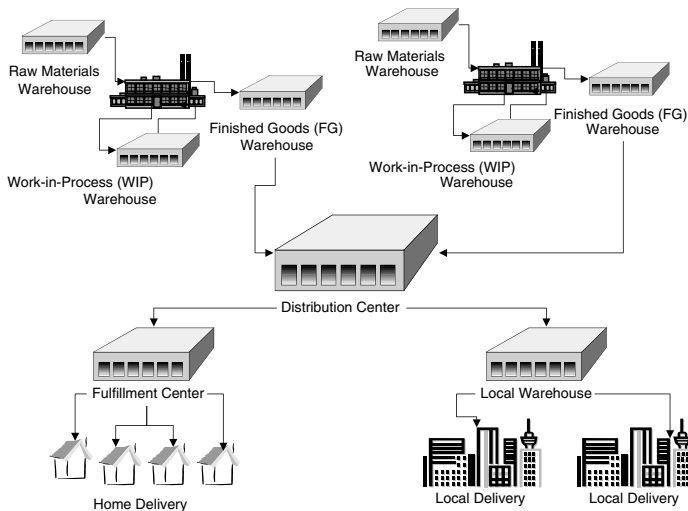 Raw Materials
Warehouse
Finished Goods (FG)
Warehouse
Work-in-Process (WIP)
Warehouse
Raw Materials
Warehouse
Finished Goods (FG)
Warehouse
Work-in-Process (WIP)
Warehouse
Distribution Center
Fulfillment Center
Local Warehouse
Home Delivery
Local Delivery
Local Delivery